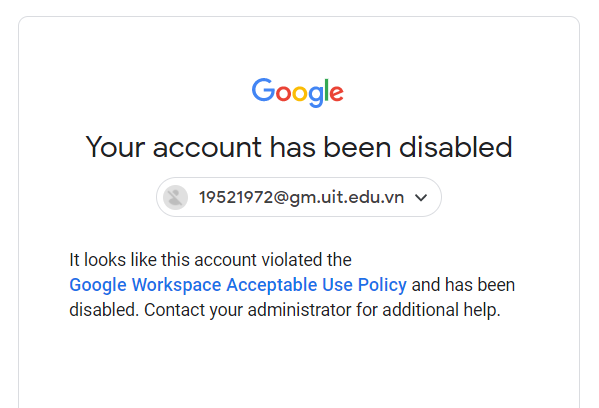 Google
Your account has been disabled
19521972@gm.uit.edu.vn
It looks like this account violated the
Google Workspace Acceptable Use Policy and has been
disabled. Contact your administrator for additional help.